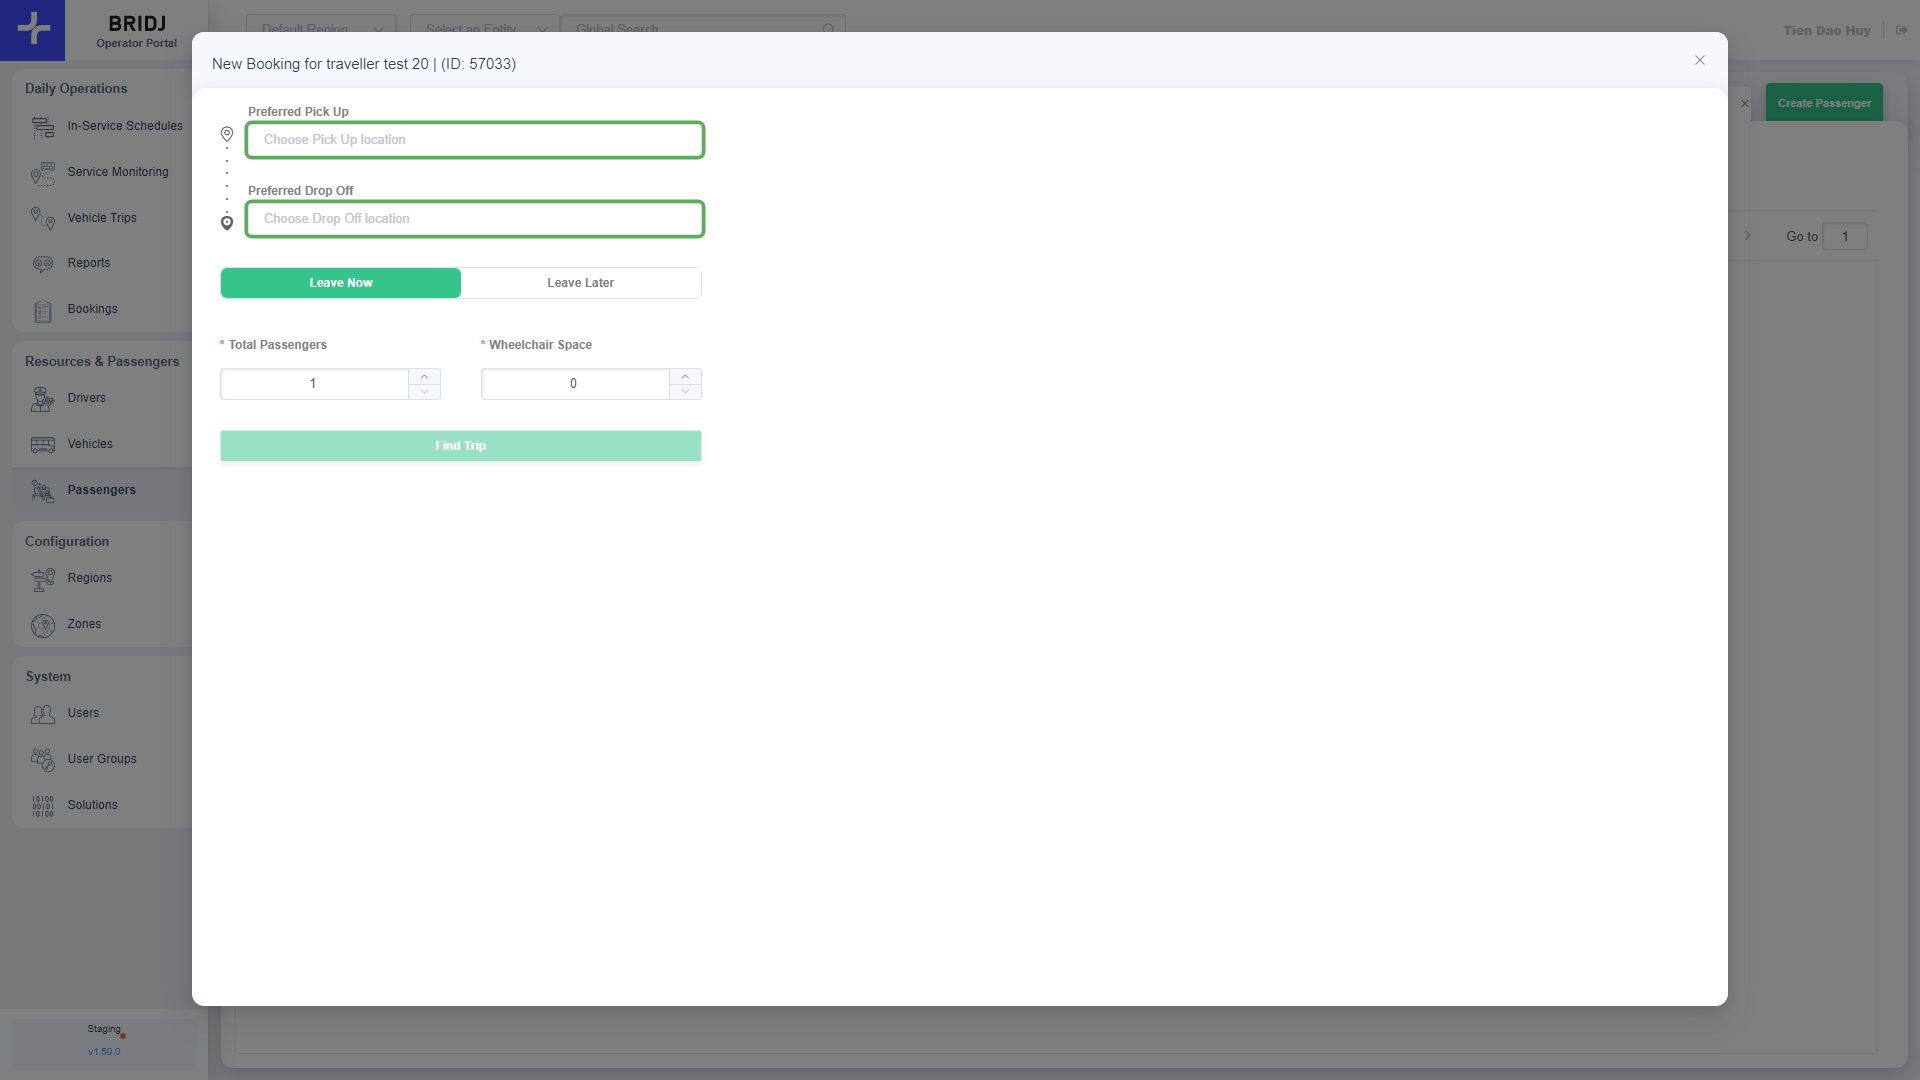 BRIDJ
Operator Portal
Default Region
Select an Entity
Global Search
Tien Dao Huy
New Booking for traveller test 20 | (ID: 57033)
Create Passenger
Go to 1
Daily Operations
In-Service Schedules
Service Monitoring
Vehicle Trips
Reports
Bookings
Resources & Passengers
Drivers
Vehicles
Passengers
Configuration
Regions
Zones
System
Users
User Groups
Solutions
Staging
v1.50.0
Preferred Pick Up
Choose Pick Up location
Preferred Drop Off
Choose Drop Off location
Leave Now
Leave Later
* Total Passengers
* Wheelchair Space
1
0
Find Trip